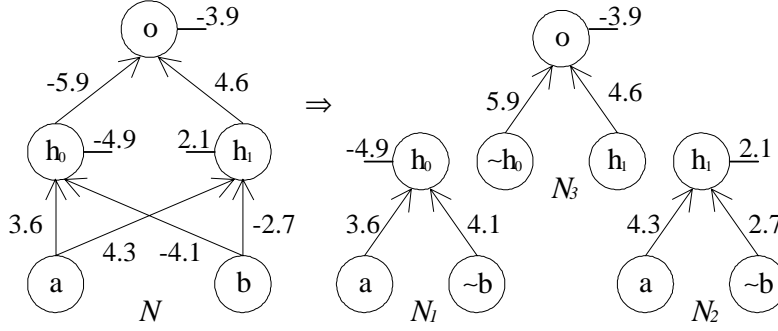 o -3.9
-5.9 4.6
h₀ -4.9 2.1 h₁
3.6 4.3 -4.1 -2.7
a b
N
⇒
o -3.9
5.9 4.6
~h₀ h₁
N₃
-4.9 h₀
3.6 4.1
a ~b
N₁
h₁ 2.1
4.3 2.7
a ~b
N₂